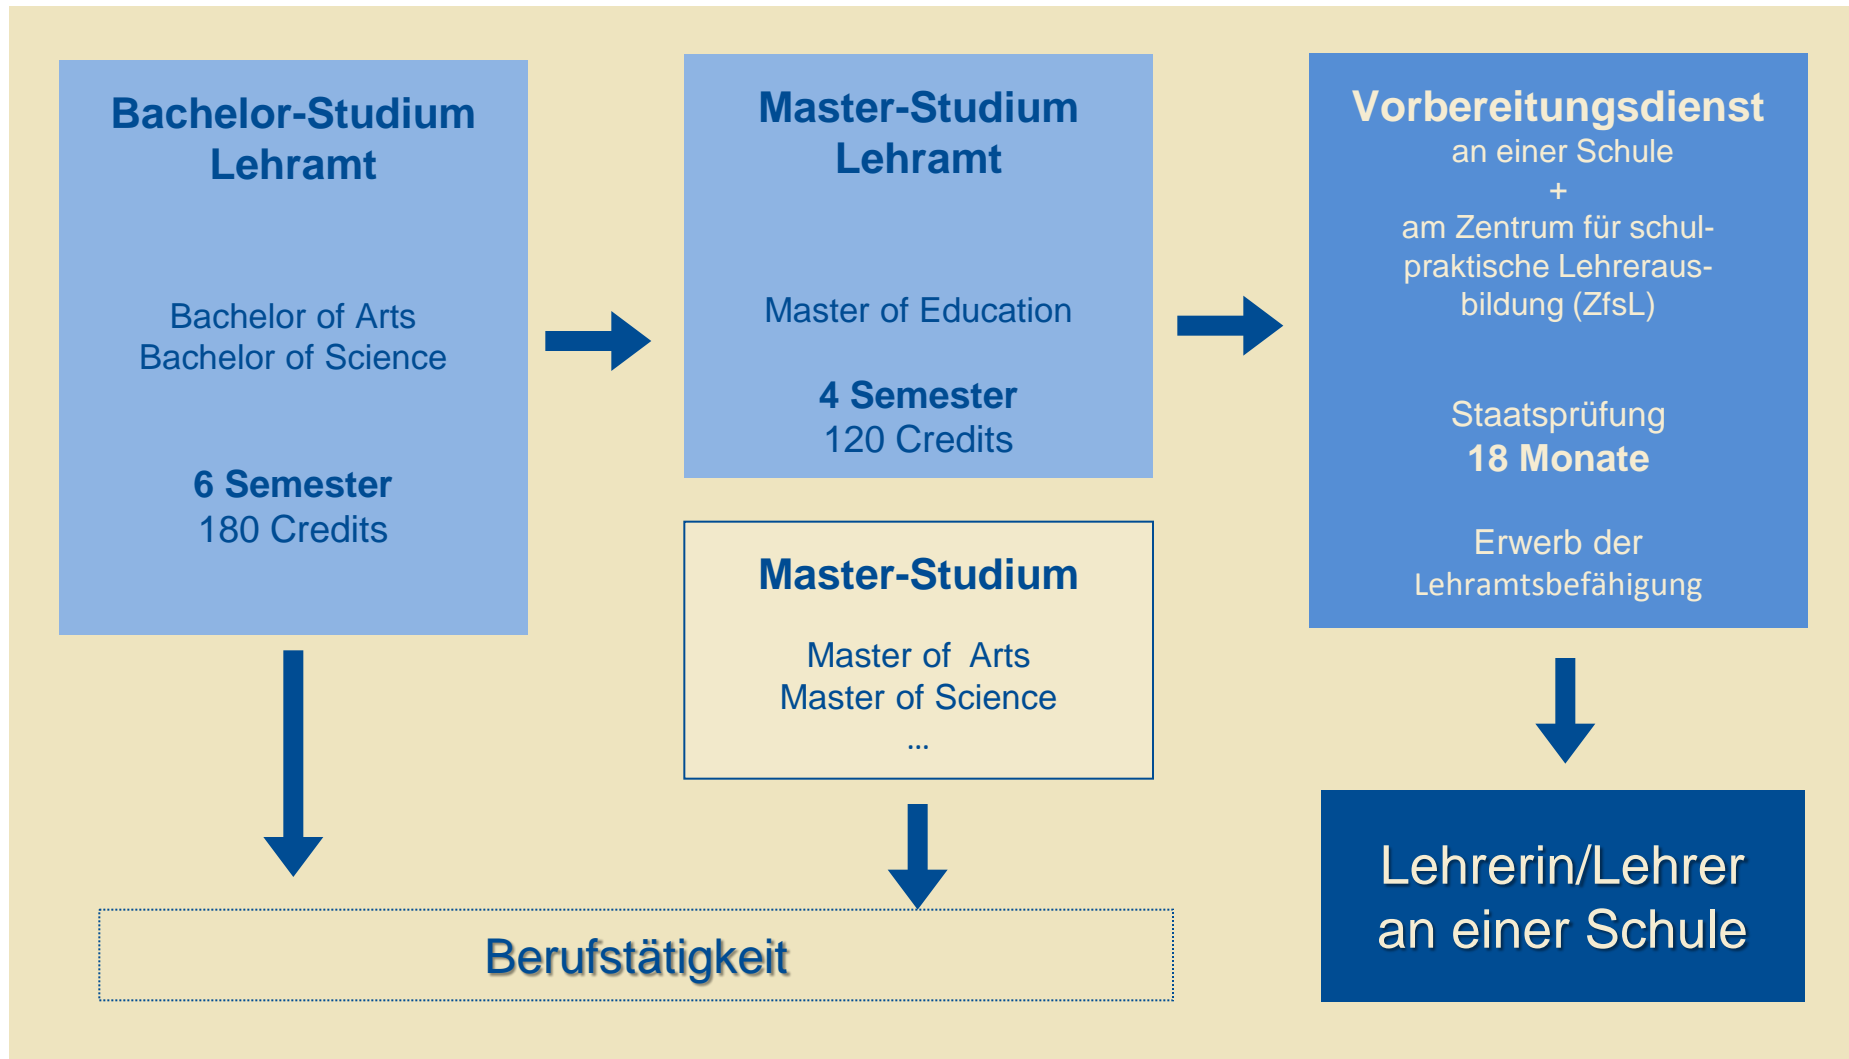 Bachelor-Studium
Lehramt
Bachelor of Arts
Bachelor of Science
6 Semester
180 Credits
Master-Studium
Lehramt
Master of Education
4 Semester
120 Credits
Master-Studium
Master of Arts
Master of Science
...
Vorbereitungsdienst
an einer Schule
+
am Zentrum für schul-
praktische Lehreraus-
bildung (ZfsL)
Staatsprüfung
18 Monate
Erwerb der
Lehramtsbefähigung
Berufstätigkeit
Lehrerin/Lehrer
an einer Schule